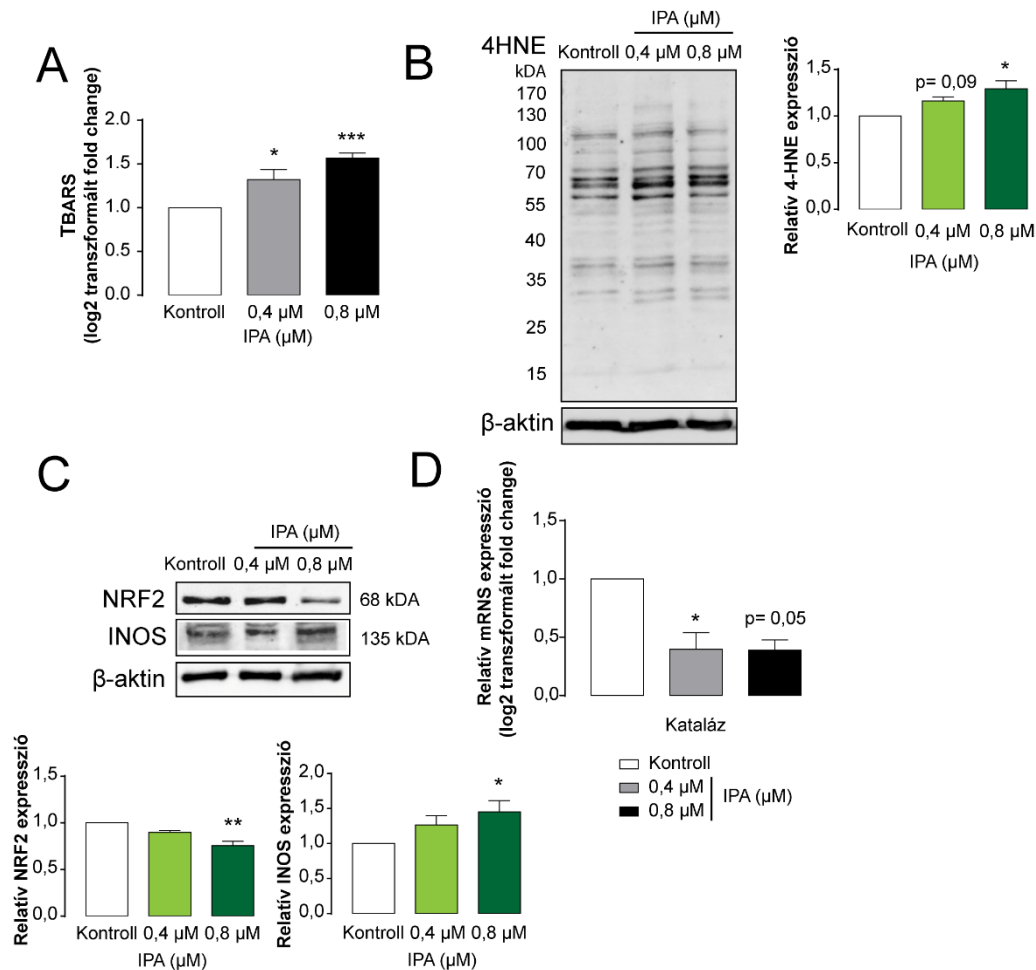 A
TBARS
(log2 transzformált fold change)
2.0
1.5
1.0
0.5
0.0
*
***
Kontroll
0,4 µM
0,8 µM
IPA (µM)
B
4HNE
IPA (µM)
Kontroll 0,4 µM 0,8 µM
kDA
170
130
100
70
55
40
35
25
15
β-aktin
Relatív 4-HNE expresszió
1,5
1,0
0,5
0,0
p= 0,09
*
Kontroll 0,4 µM 0,8 µM
IPA (µM)
C
IPA (µM)
Kontroll 0,4 µM 0,8 µM
NRF2 68 kDA
INOS 135 kDA
β-aktin
Relatív NRF2 expresszió
1,5
1,0
0,5
0,0
**
Kontroll 0,4 µM 0,8 µM
IPA (µM)
Relatív INOS expresszió
2,0
1,5
1,0
0,5
0,0
*
Kontroll 0,4 µM 0,8 µM
IPA (µM)
D
Relatív mRNS expresszió
(log2 transzformált fold change)
1,5
1,0
0,5
0,0
*
p= 0,05
Kataláz
Kontroll
0,4 µM
0,8 µM
IPA (µM)